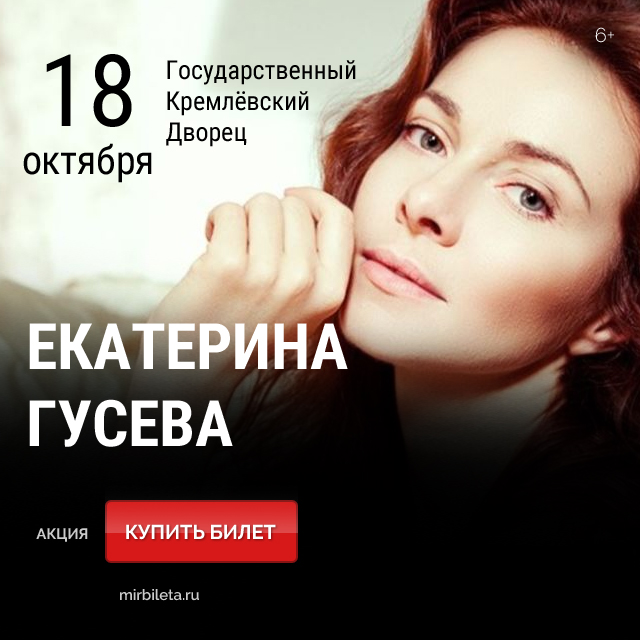 6+
18
октября
Государственный
Кремлёвский
Дворец
ЕКАТЕРИНА
ГУСЕВА
АКЦИЯ
КУПИТЬ БИЛЕТ
mirbileta.ru